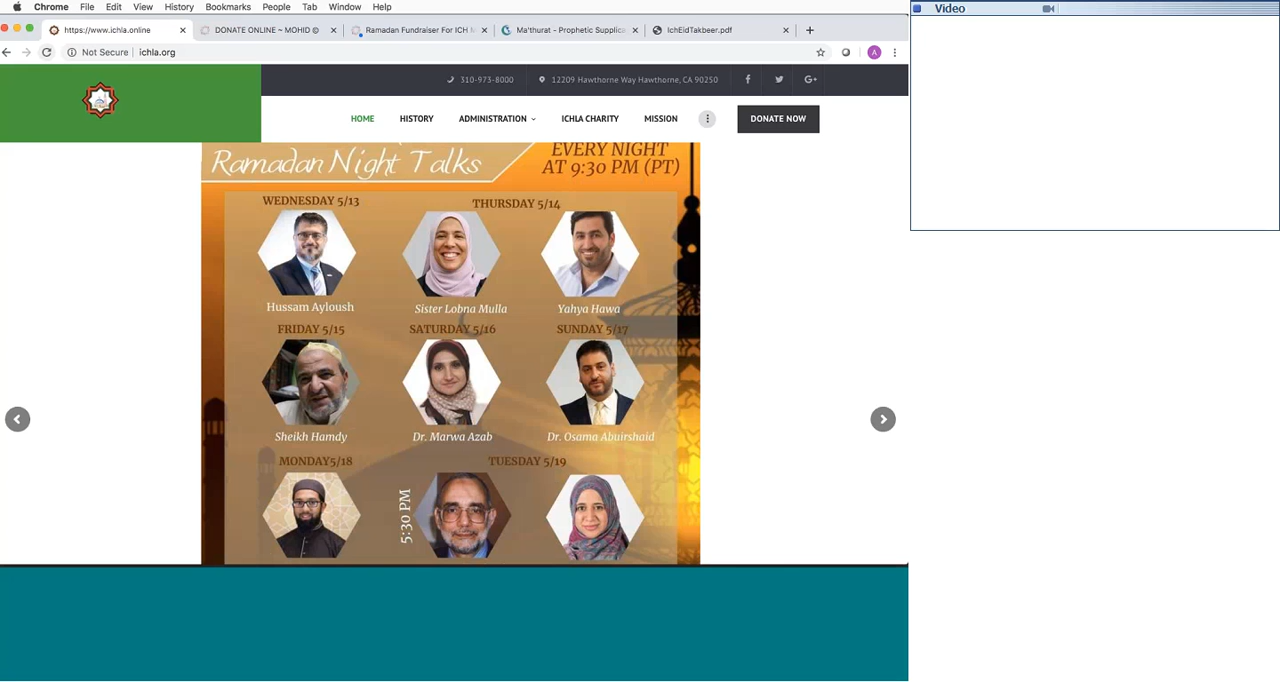 Chrome File Edit View History Bookmarks People Tab Window Help
Video
https://www.ichla.online
DONATE ONLINE ~ MOHID ©
Ramadan Fundraiser For ICH
Ma'thurat - Prophetic Supplica
IchEidTakbeer.pdf
Not Secure | ichla.org
A
310-973-8000
12209 Hawthorne Way Hawthorne, CA 90250
HOME HISTORY ADMINISTRATION ICHLA CHARITY MISSION DONATE NOW
Ramadan Night Talks
EVERY NIGHT
AT 9:30 PM (PT)
WEDNESDAY 5/13 THURSDAY 5/14
Hussam Ayloush Sister Lobna Mulla Yahya Hawa
FRIDAY 5/15 SATURDAY 5/16 SUNDAY 5/17
Sheikh Hamdy Dr. Marwa Azab Dr. Osama Abuirshaid
MONDAY5/18 TUESDAY 5/19
5:30 PM